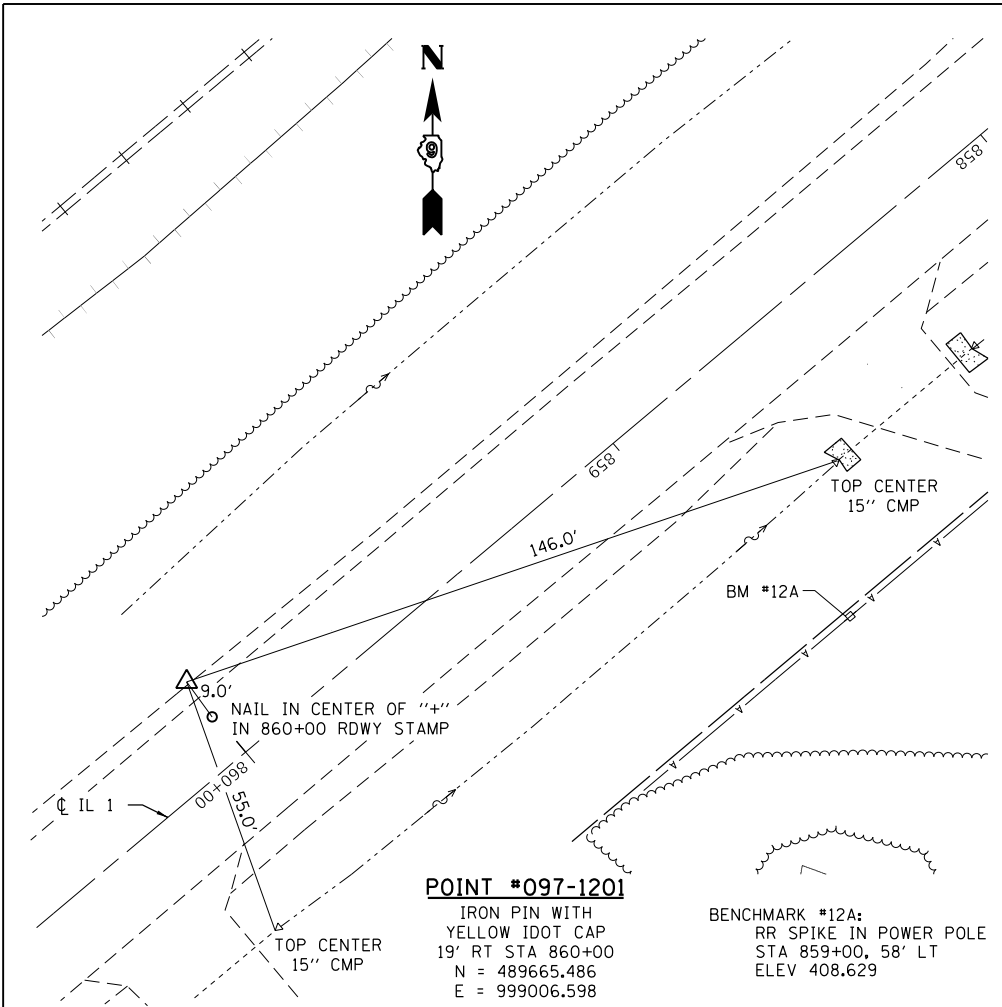 N
9
858
859
TOP CENTER
15'' CMP
146.0'
BM #12A
9.0'
NAIL IN CENTER OF ''+''
IN 860+00 RDWY STAMP
860+00
℄ IL 1
55.0'
TOP CENTER
15'' CMP
POINT #097-1201
IRON PIN WITH
YELLOW IDOT CAP
19' RT STA 860+00
N = 489665.486
E = 999006.598
BENCHMARK #12A:
RR SPIKE IN POWER POLE
STA 859+00, 58' LT
ELEV 408.629